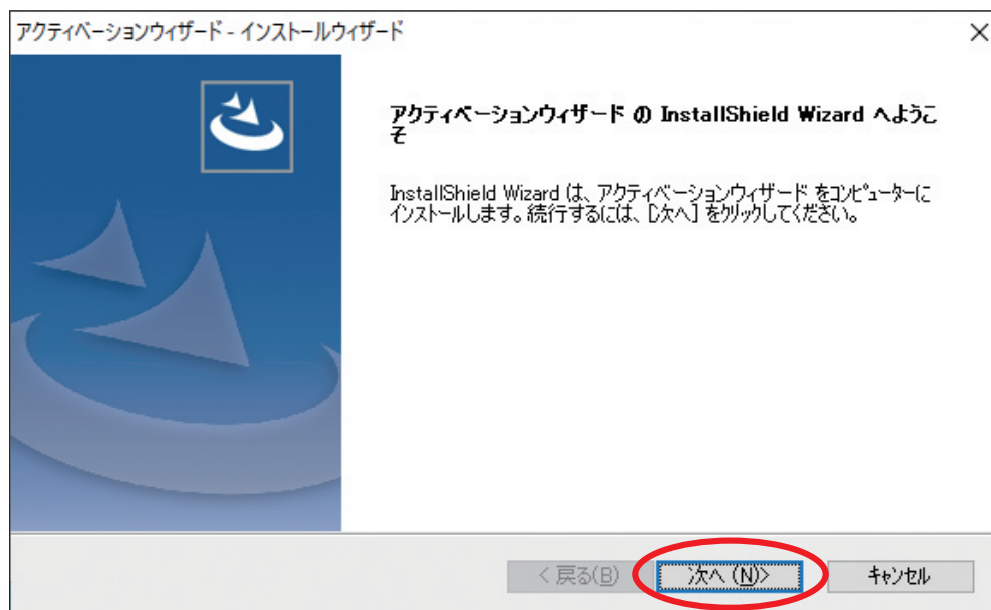 アクティベーションウィザード - インストールウィザード
アクティベーションウィザード の InstallShield Wizard へようこ
そ
InstallShield Wizard は、アクティベーションウィザード をコンピューターに
インストールします。続行するには、[次へ] をクリックしてください。
< 戻る(B)
次へ (N)>
キャンセル